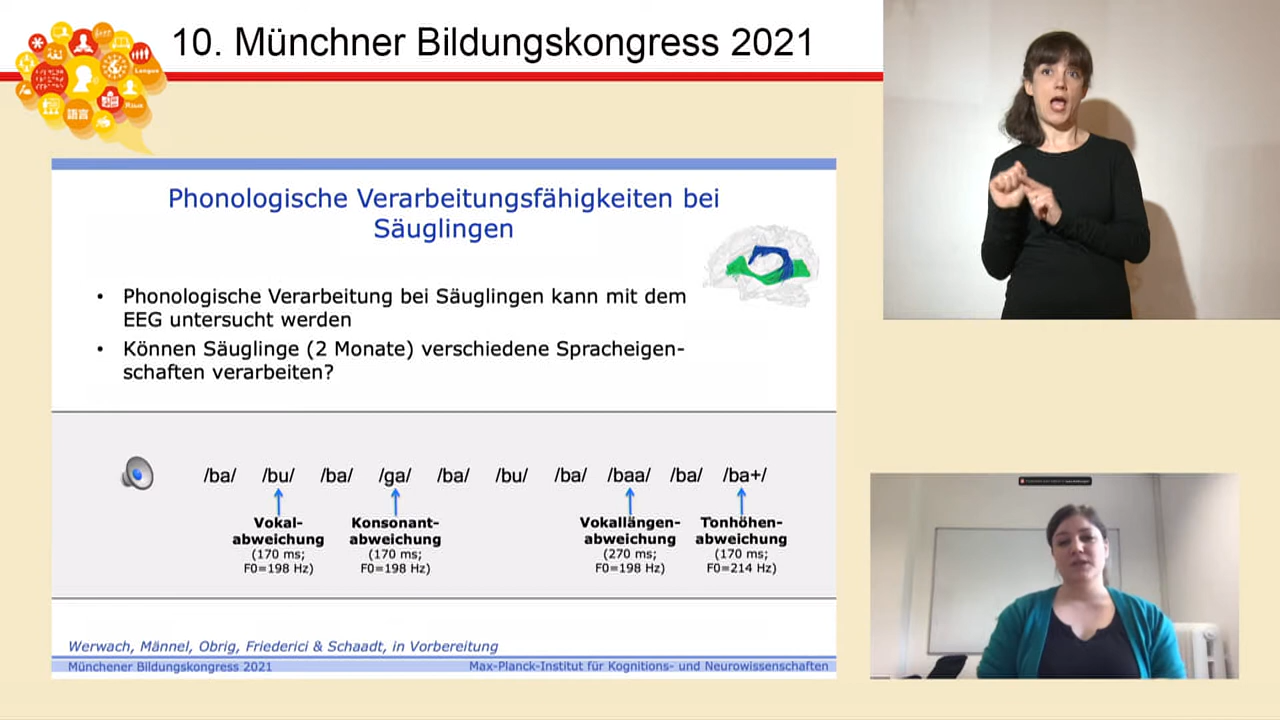 10. Münchner Bildungskongress 2021
語言
Phonologische Verarbeitungsfähigkeiten bei
Säuglingen
• Phonologische Verarbeitung bei Säuglingen kann mit dem
EEG untersucht werden
• Können Säuglinge (2 Monate) verschiedene Spracheigen-
schaften verarbeiten?
/ba/ /bu/ /ba/ /ga/ /ba/ /bu/ /ba/ /baa/ /ba/ /ba+/
Vokal- Konsonant- Vokallängen- Tonhöhen-
abweichung abweichung abweichung abweichung
(170 ms; (170 ms; (270 ms; (170 ms;
F0=198 Hz) F0=198 Hz) F0=198 Hz) F0=214 Hz)
Werwach, Männel, Obrig, Friederici & Schaadt, in Vorbereitung
Münchener Bildungskongress 2021 Max-Planck-Institut für Kognitions- und Neurowissenschaften